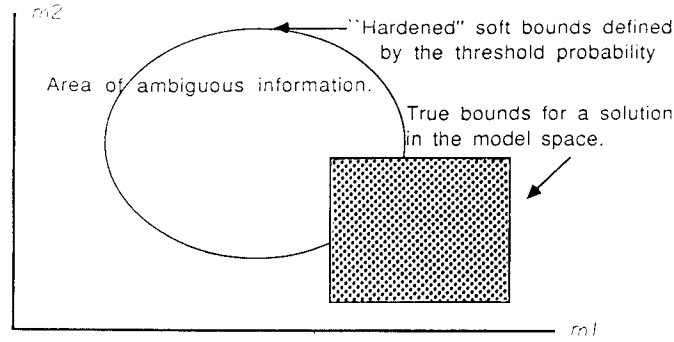 m2
``Hardened'' soft bounds defined
by the threshold probability
Area of ambiguous information.
True bounds for a solution
in the model space.
m1